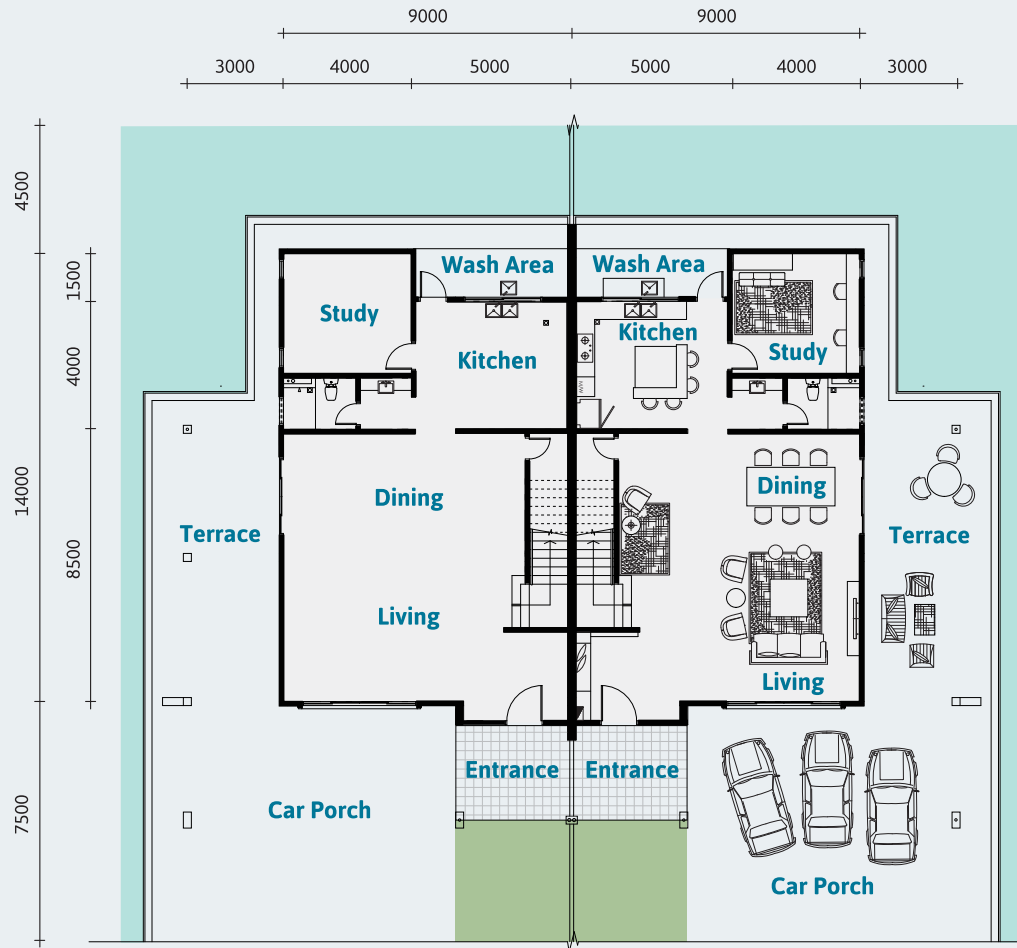 9000 9000
3000 4000 5000 5000 4000 3000
4500
1500
Wash Area Wash Area
Study
Kitchen
Study
Kitchen
4000
14000
Dining
Dining
Terrace
Terrace
8500
Living
Living
Entrance Entrance
Car Porch
7500
Car Porch